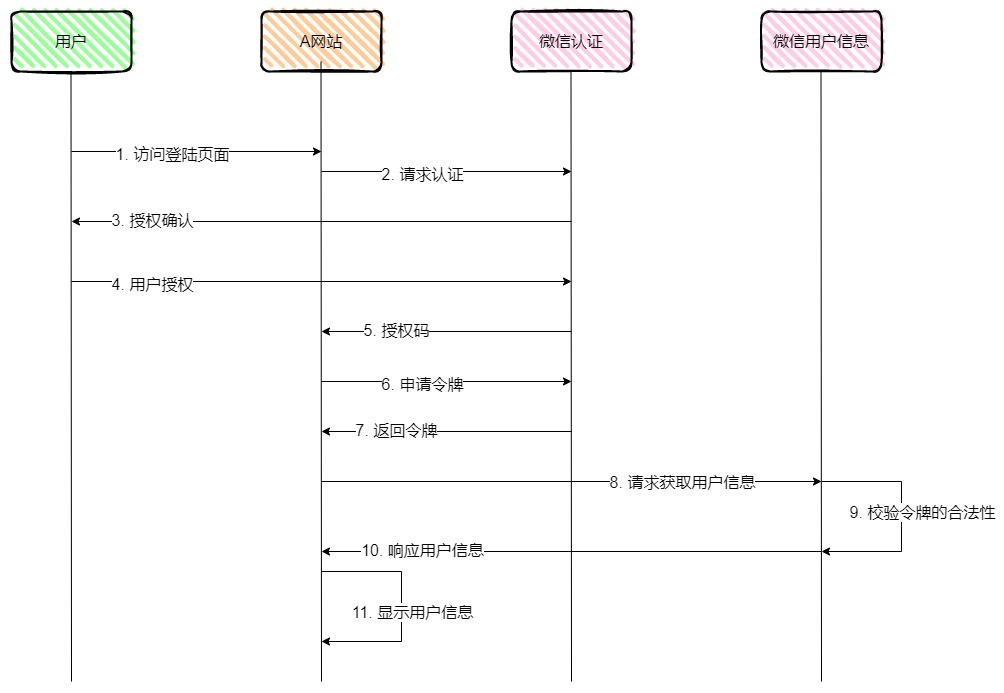 用户
A网站
微信认证
微信用户信息
1. 访问登陆页面
2. 请求认证
3. 授权确认
4. 用户授权
5. 授权码
6. 申请令牌
7. 返回令牌
8. 请求获取用户信息
9. 校验令牌的合法性
10. 响应用户信息
11. 显示用户信息